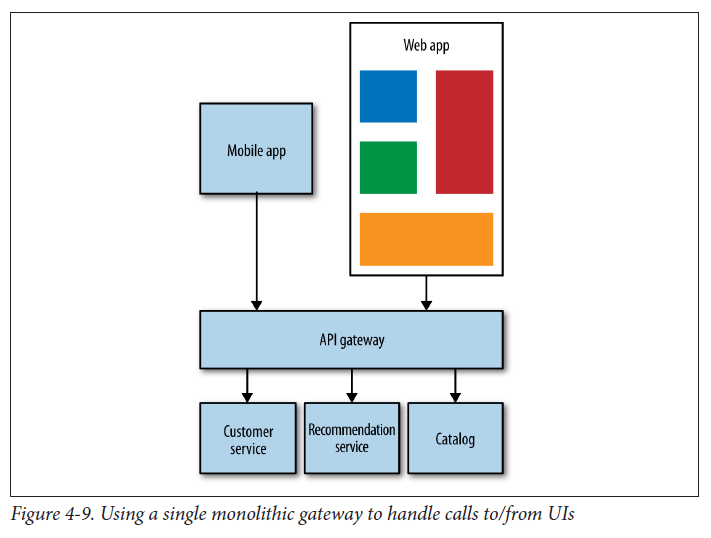 Web app
Mobile app
API gateway
Customer
service
Recommendation
service
Catalog
Figure 4-9. Using a single monolithic gateway to handle calls to/from UIs